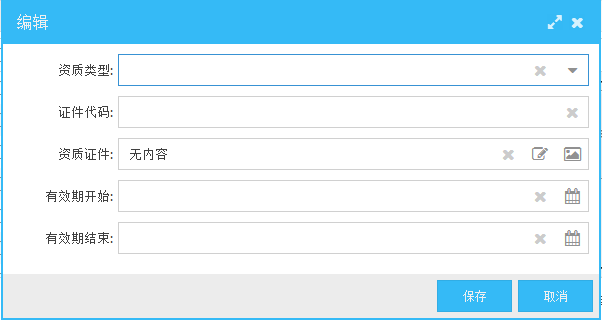 编辑
资质类型:
证件代码:
资质证件: 无内容
有效期开始:
有效期结束:
保存 取消